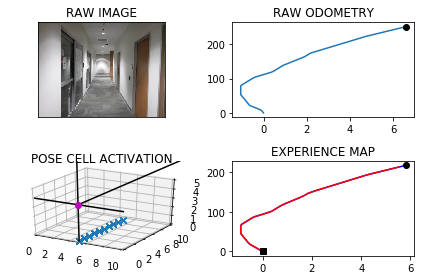 RAW IMAGE
RAW ODOMETRY
200
100
0
0 2 4 6
POSE CELL ACTIVATION
5
4
3
2
1
0
0 2 4 6 8 10
0 2 4 6 8 10
EXPERIENCE MAP
200
100
0
0 2 4 6